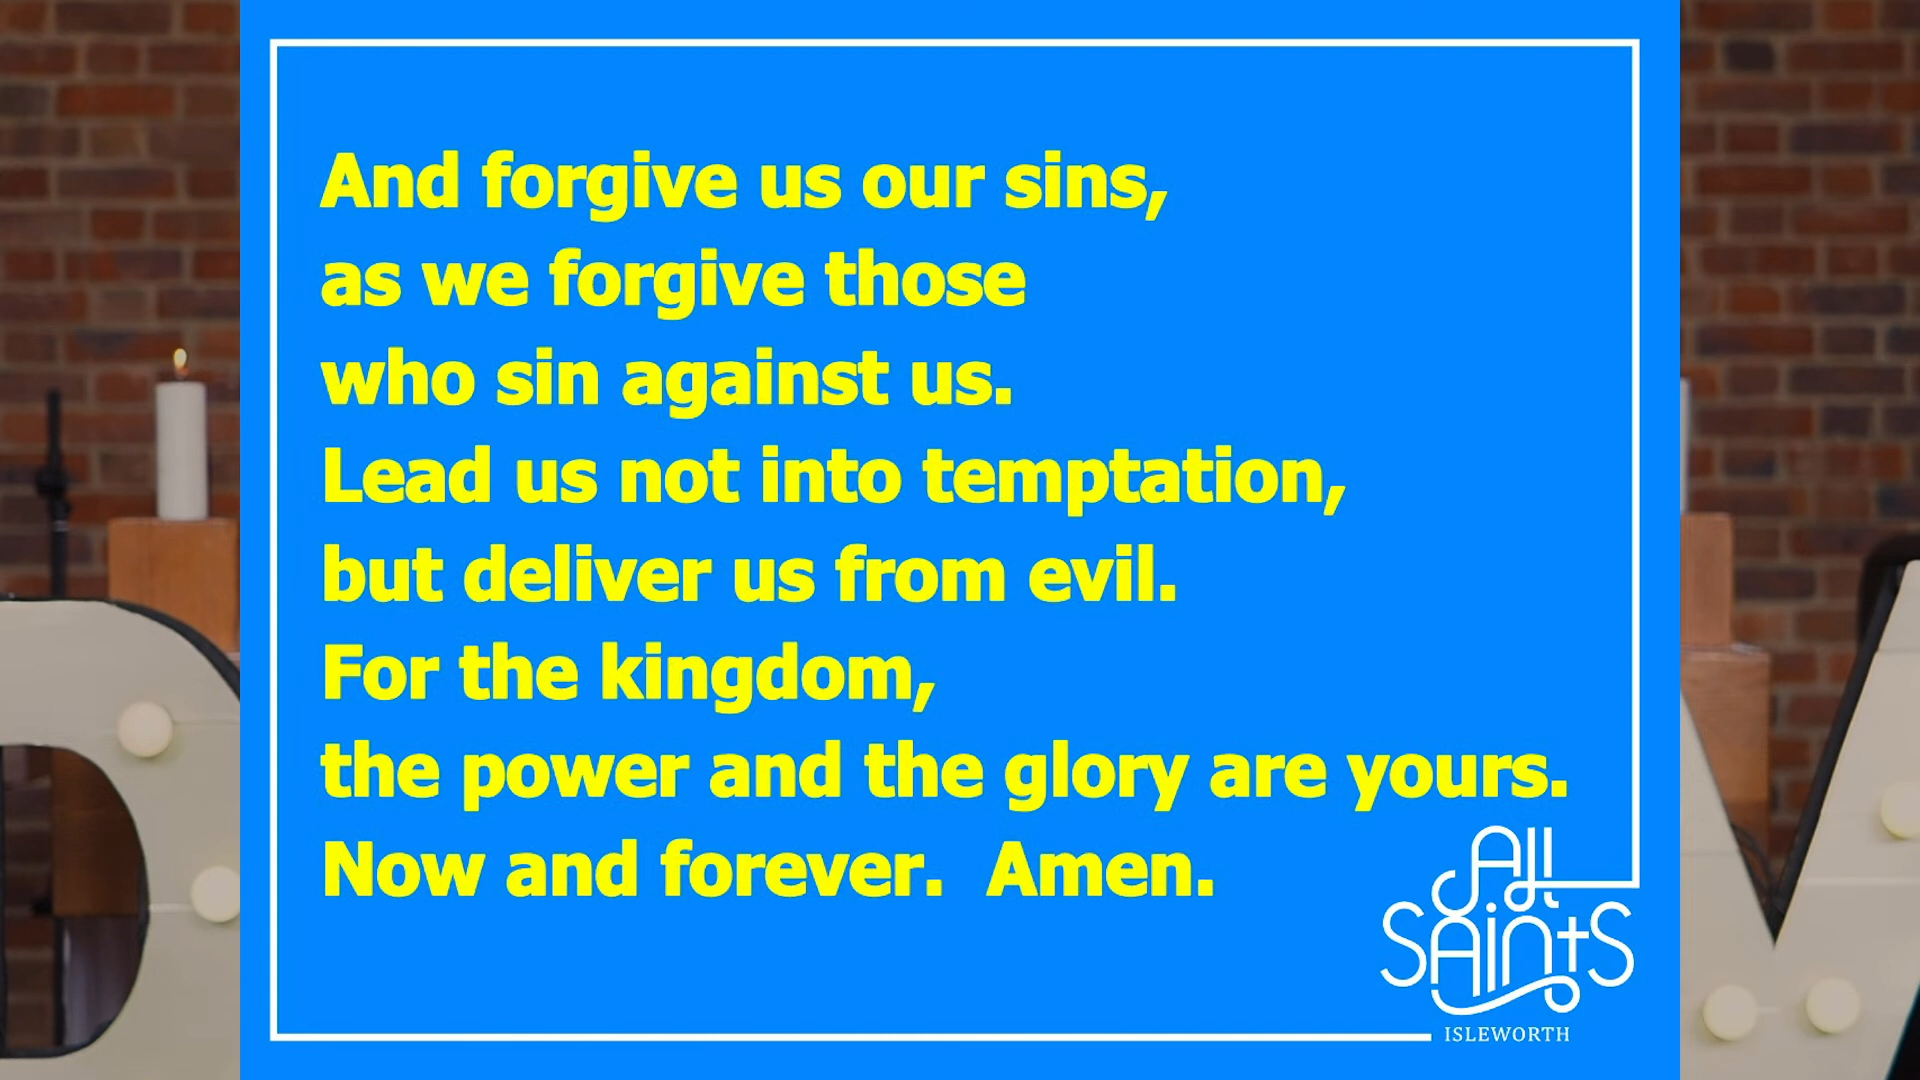 And forgive us our sins,
as we forgive those
who sin against us.
Lead us not into temptation,
but deliver us from evil.
For the kingdom,
the power and the glory are yours.
Now and forever.  Amen.
All
SAintS
ISLEWORTH